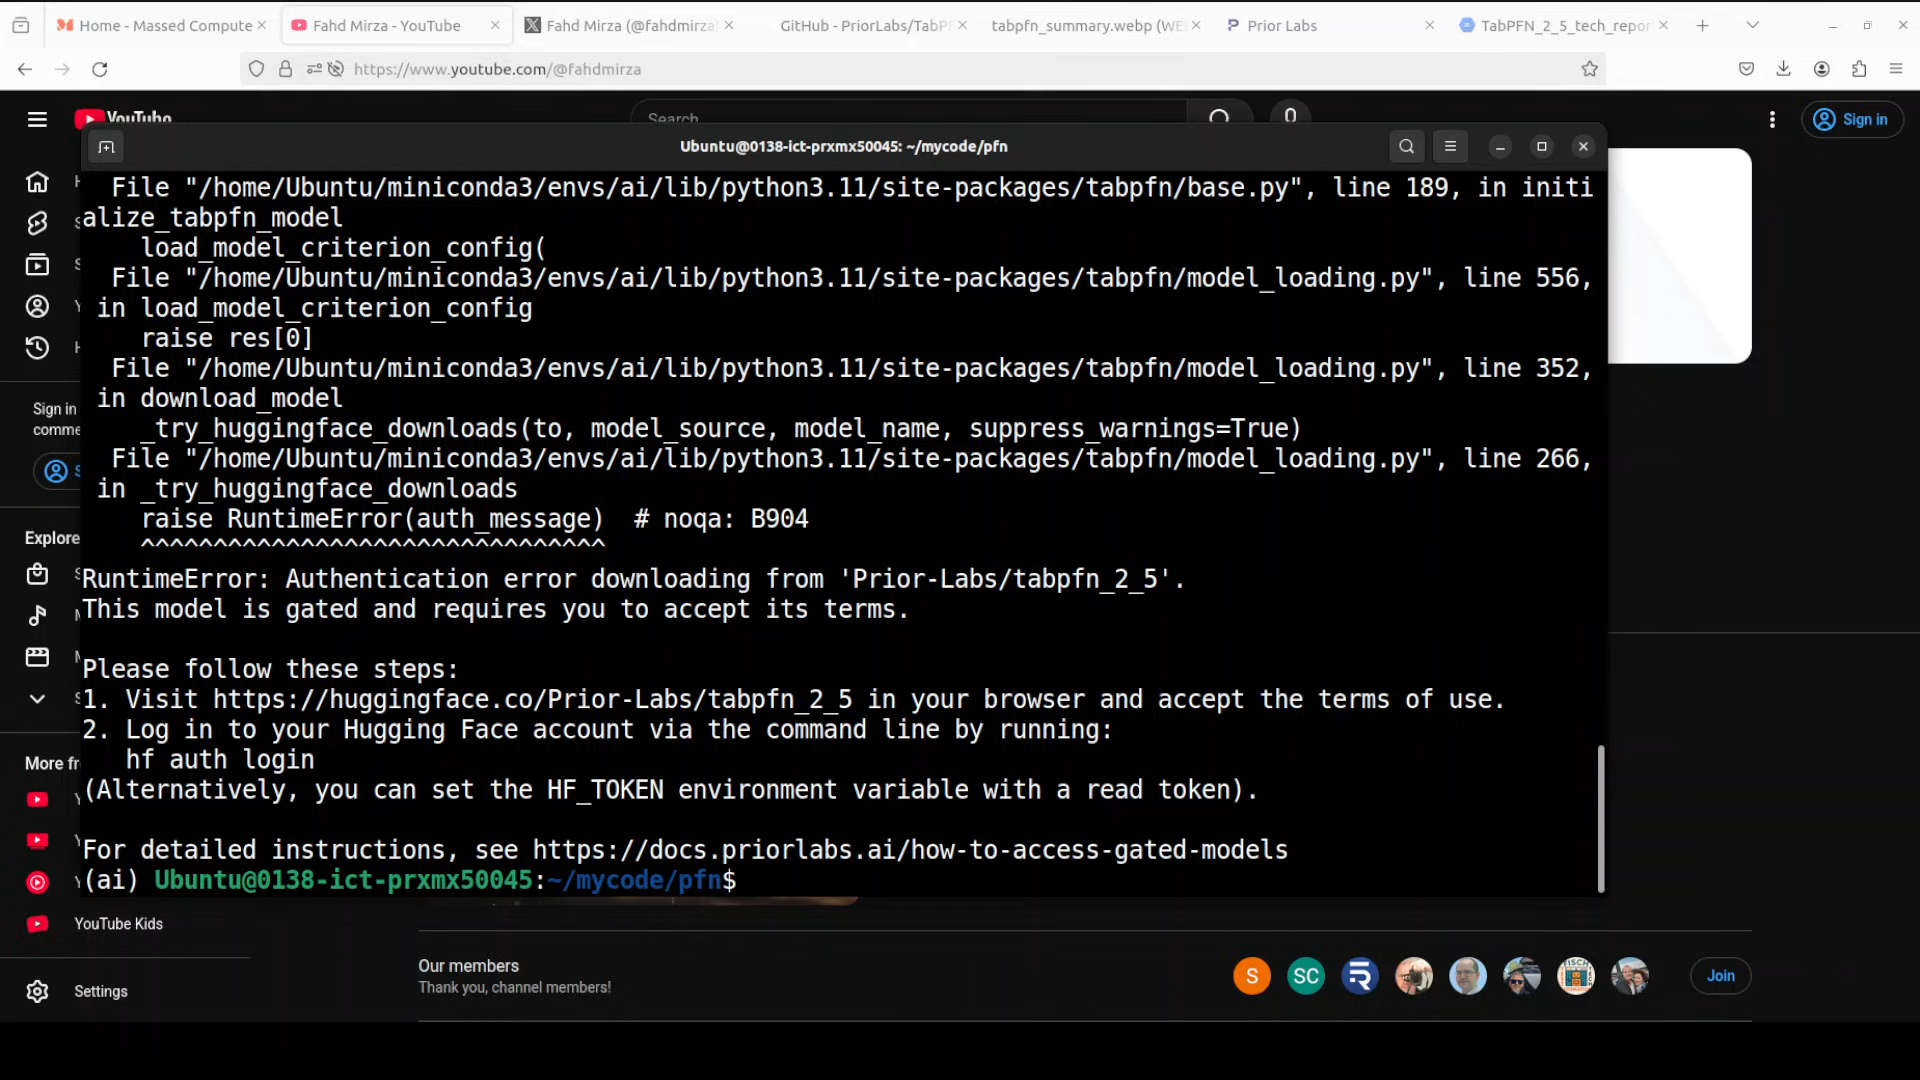 Home - Massed Compute
Fahd Mirza - YouTube
Fahd Mirza (@fahdmirza)
GitHub - PriorLabs/TabPF
tabpfn_summary.webp (WE
Prior Labs
TabPFN_2_5_tech_repor
https://www.youtube.com/@fahdmirza
YouTube
Search
Sign in
Ubuntu@0138-ict-prxmx50045: ~/mycode/pfn
File "/home/Ubuntu/miniconda3/envs/ai/lib/python3.11/site-packages/tabpfn/base.py", line 189, in initi
alize_tabpfn_model
load_model_criterion_config(
File "/home/Ubuntu/miniconda3/envs/ai/lib/python3.11/site-packages/tabpfn/model_loading.py", line 556,
in load_model_criterion_config
raise res[0]
File "/home/Ubuntu/miniconda3/envs/ai/lib/python3.11/site-packages/tabpfn/model_loading.py", line 352,
in download_model
_try_huggingface_downloads(to, model_source, model_name, suppress_warnings=True)
File "/home/Ubuntu/miniconda3/envs/ai/lib/python3.11/site-packages/tabpfn/model_loading.py", line 266,
in _try_huggingface_downloads
raise RuntimeError(auth_message)  # noqa: B904
^^^^^^^^^^^^^^^^^^^^^^^^^^^^^^^^
RuntimeError: Authentication error downloading from 'Prior-Labs/tabpfn_2_5'.
This model is gated and requires you to accept its terms.
Please follow these steps:
1. Visit https://huggingface.co/Prior-Labs/tabpfn_2_5 in your browser and accept the terms of use.
2. Log in to your Hugging Face account via the command line by running:
hf auth login
(Alternatively, you can set the HF_TOKEN environment variable with a read token).
For detailed instructions, see https://docs.priorlabs.ai/how-to-access-gated-models
(ai) Ubuntu@0138-ict-prxmx50045:~/mycode/pfn$
Sign in
comme
Explore
More fr
YouTube Kids
Settings
Our members
Thank you, channel members!
S
SC
Join